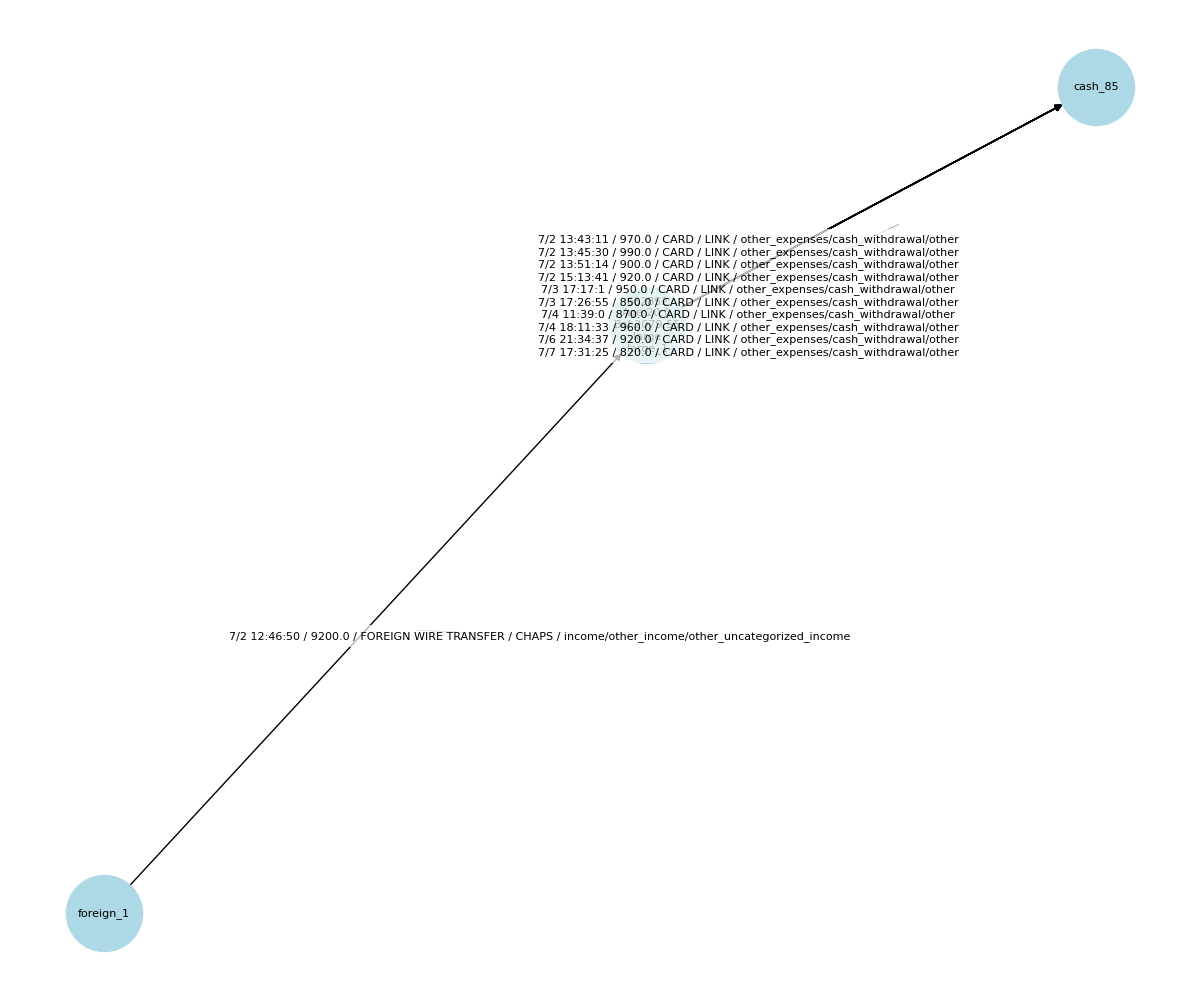 cash_85
7/2 13:43:11 / 970.0 / CARD / LINK / other_expenses/cash_withdrawal/other
7/2 13:45:30 / 990.0 / CARD / LINK / other_expenses/cash_withdrawal/other
7/2 13:51:14 / 900.0 / CARD / LINK / other_expenses/cash_withdrawal/other
7/2 15:13:41 / 920.0 / CARD / LINK / other_expenses/cash_withdrawal/other
7/3 17:17:1 / 950.0 / CARD / LINK / other_expenses/cash_withdrawal/other
7/3 17:26:55 / 850.0 / CARD / LINK / other_expenses/cash_withdrawal/other
7/4 11:39:0 / 870.0 / CARD / LINK / other_expenses/cash_withdrawal/other
7/4 18:11:33 / 960.0 / CARD / LINK / other_expenses/cash_withdrawal/other
7/6 21:34:37 / 920.0 / CARD / LINK / other_expenses/cash_withdrawal/other
7/7 17:31:25 / 820.0 / CARD / LINK / other_expenses/cash_withdrawal/other
7/2 12:46:50 / 9200.0 / FOREIGN WIRE TRANSFER / CHAPS / income/other_income/other_uncategorized_income
foreign_1